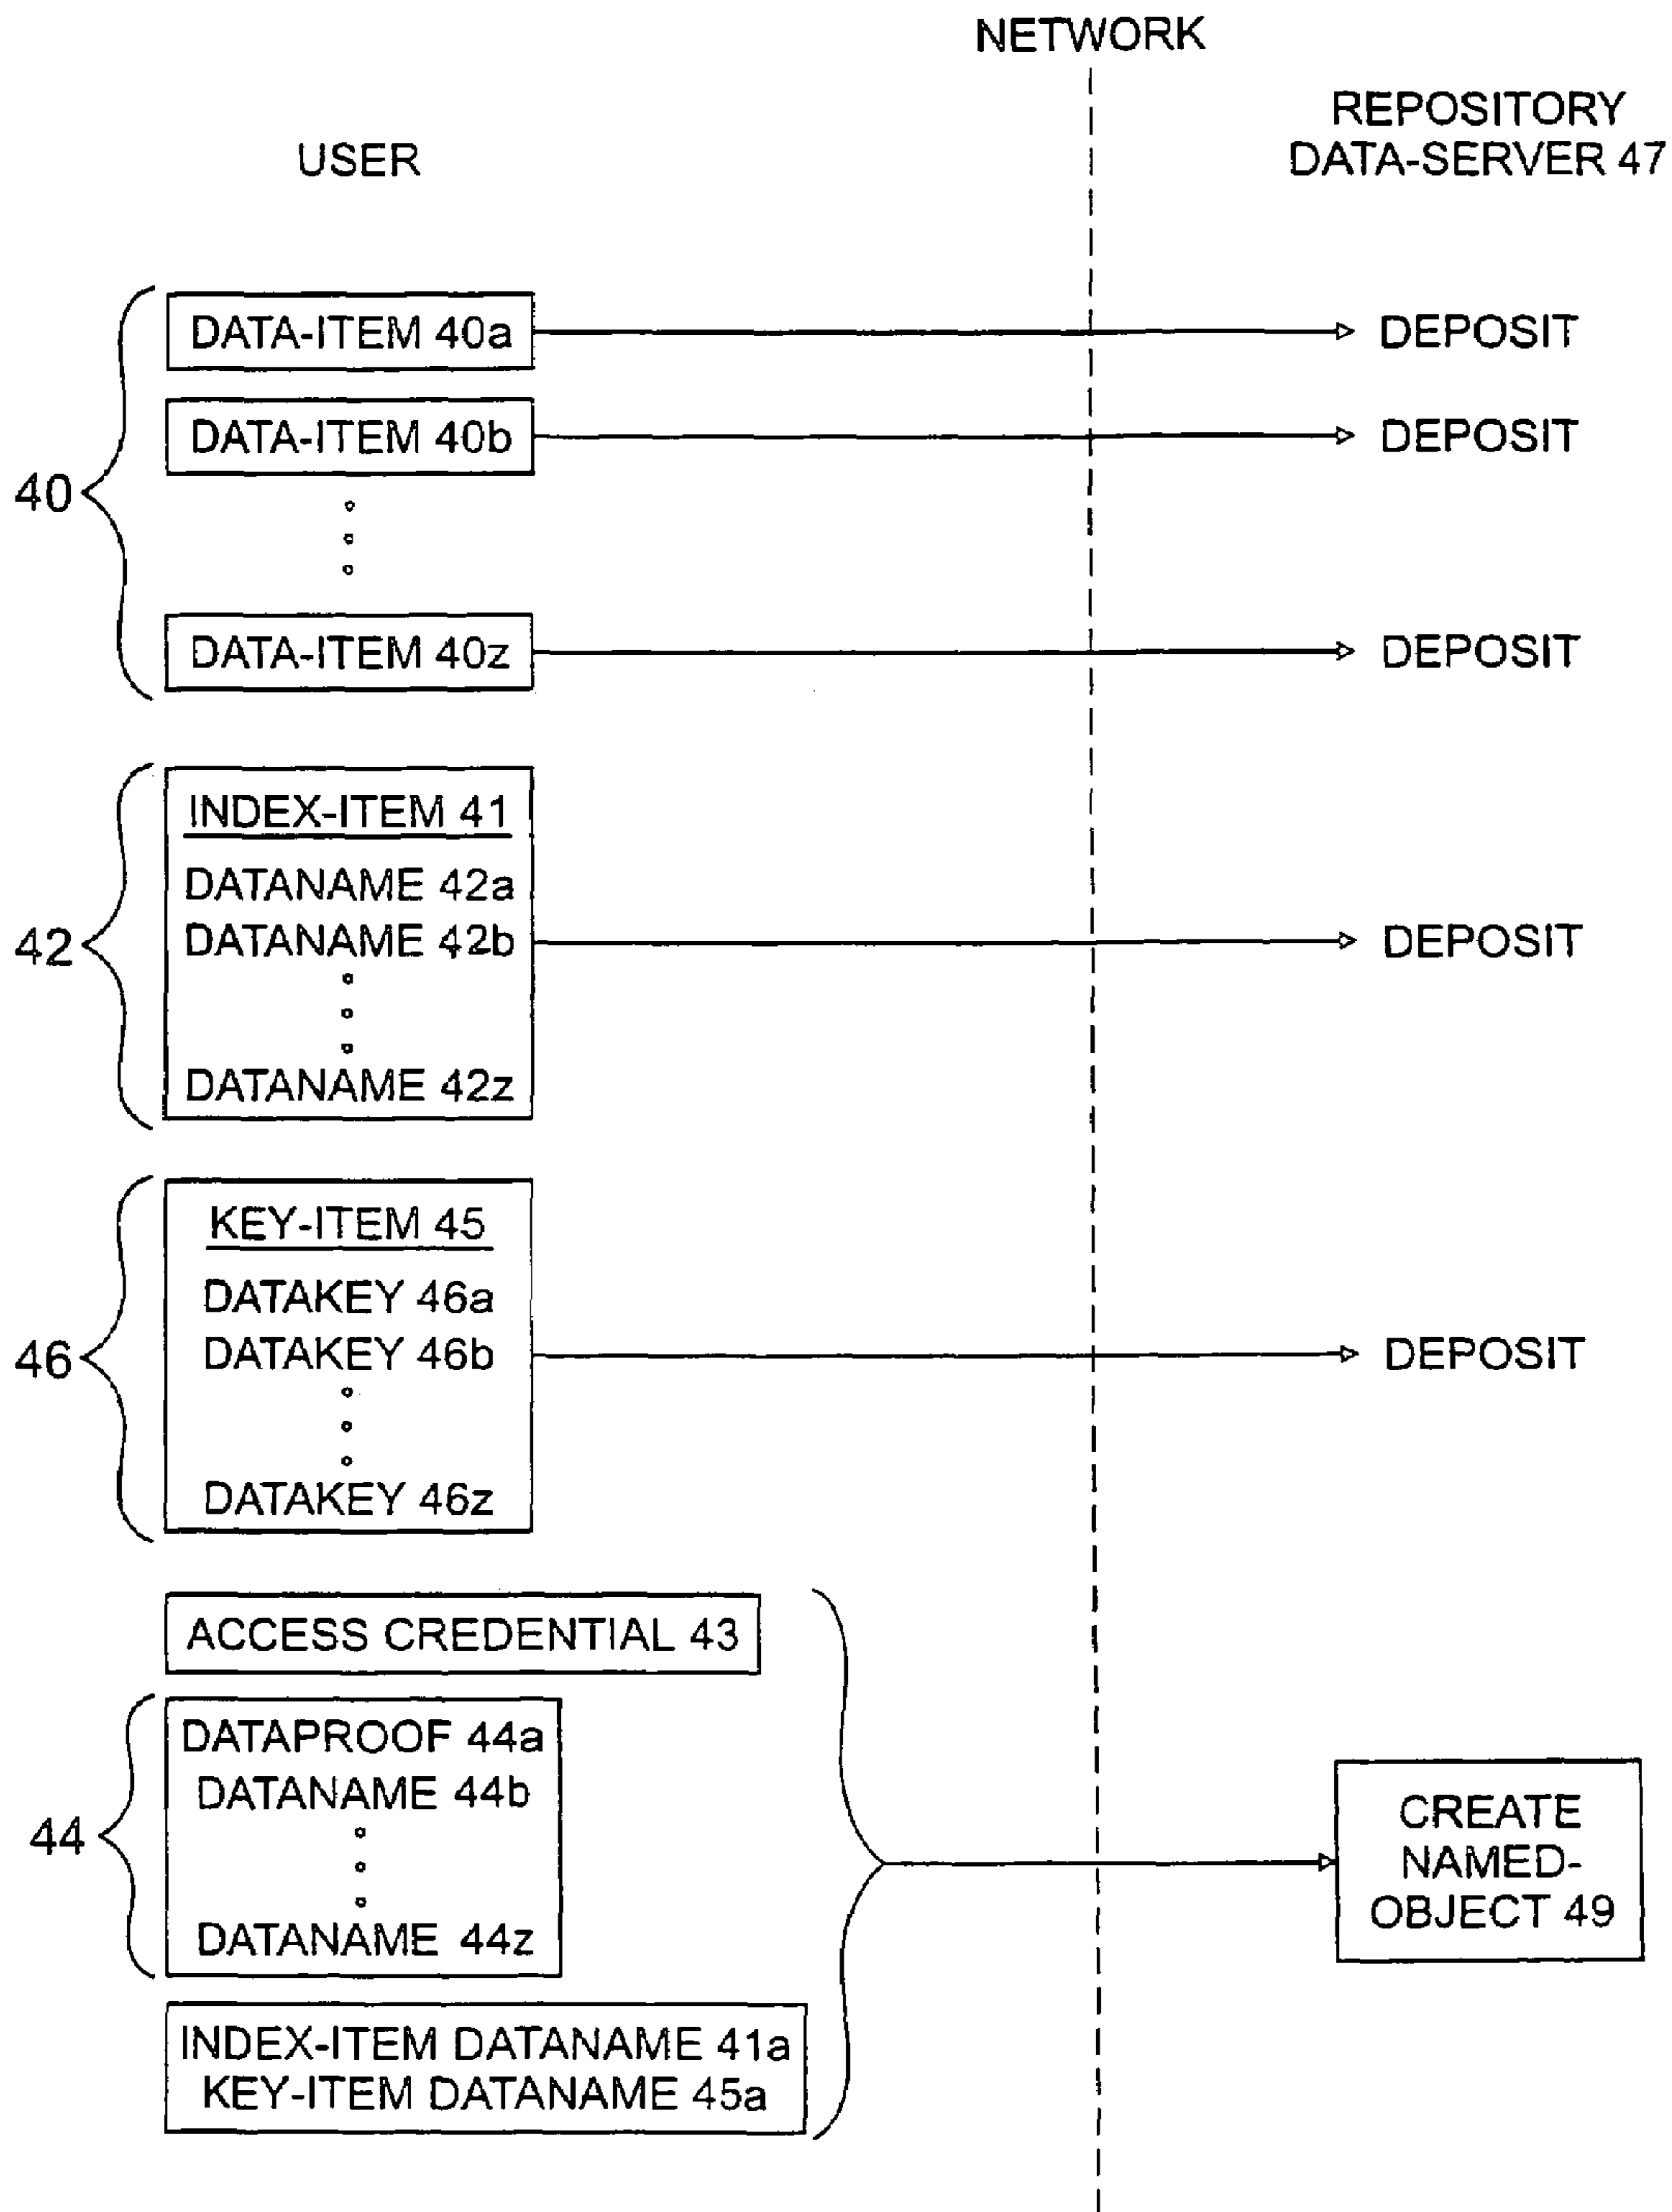 NETWORK
REPOSITORY
DATA-SERVER 47
USER
40
DATA-ITEM 40a
DEPOSIT
DATA-ITEM 40b
DEPOSIT
DATA-ITEM 40z
DEPOSIT
42
INDEX-ITEM 41
DATANAME 42a
DATANAME 42b
DEPOSIT
DATANAME 42z
46
KEY-ITEM 45
DATAKEY 46a
DATAKEY 46b
DEPOSIT
DATAKEY 46z
ACCESS CREDENTIAL 43
44
DATAPROOF 44a
DATANAME 44b
DATANAME 44z
CREATE
NAMED-
OBJECT 49
INDEX-ITEM DATANAME 41a
KEY-ITEM DATANAME 45a